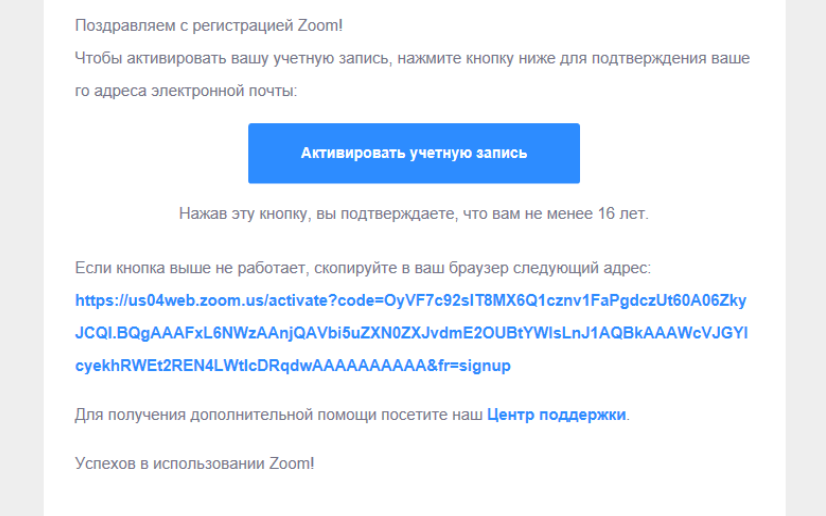 Поздравляем с регистрацией Zoom!
Чтобы активировать вашу учетную запись, нажмите кнопку ниже для подтверждения ваше
го адреса электронной почты:
Активировать учетную запись
Нажав эту кнопку, вы подтверждаете, что вам не менее 16 лет.
Если кнопка выше не работает, скопируйте в ваш браузер следующий адрес:
https://us04web.zoom.us/activate?code=OyVF7c92sIT8MX6Q1cznv1FaPgdczUt60A06Zky
JCQI.BQgAAAFxL6NWzAAnjQAVbi5uZXN0ZXJvdmE2OUBtYWlsLnJ1AQBkAAAWcVJGYl
cyekhRWEt2REN4LWtIcDRqdwAAAAAAAAAA&fr=signup
Для получения дополнительной помощи посетите наш Центр поддержки.
Успехов в использовании Zoom!